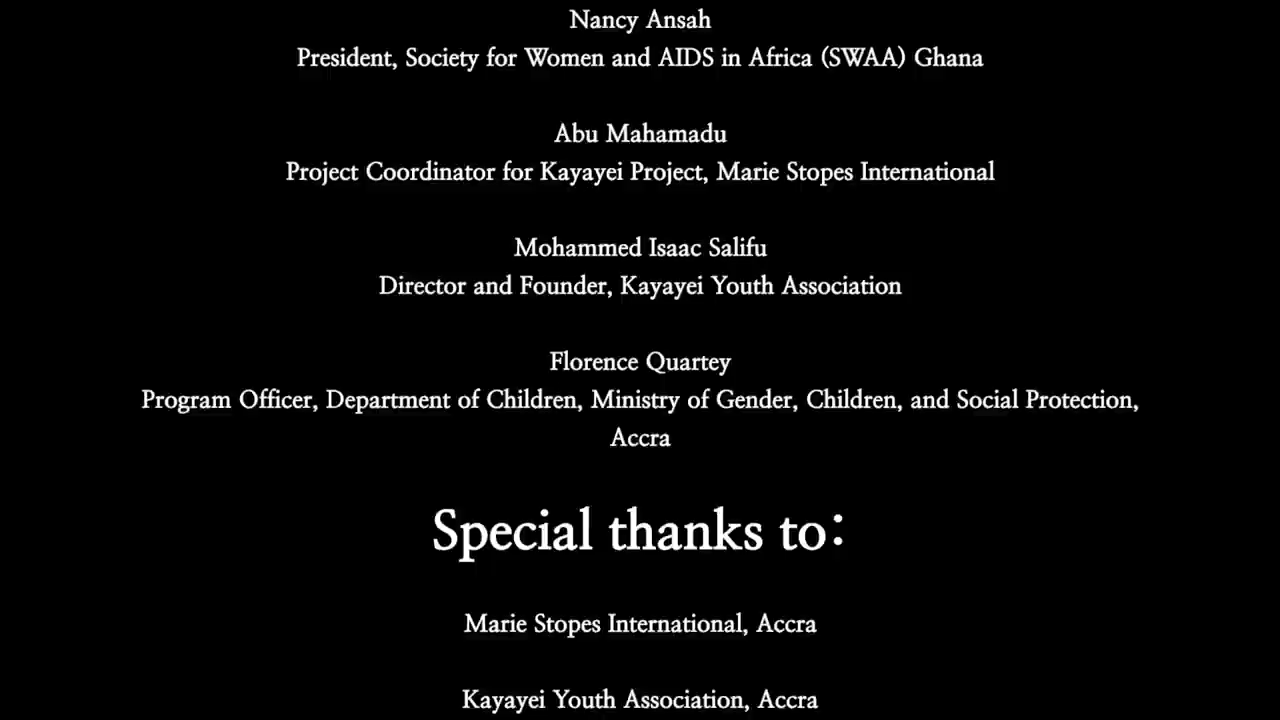 Nancy Ansah
President, Society for Women and AIDS in Africa (SWAA) Ghana
Abu Mahamadu
Project Coordinator for Kayayei Project, Marie Stopes International
Mohammed Isaac Salifu
Director and Founder, Kayayei Youth Association
Florence Quartey
Program Officer, Department of Children, Ministry of Gender, Children, and Social Protection,
Accra
Special thanks to:
Marie Stopes International, Accra
Kayayei Youth Association, Accra